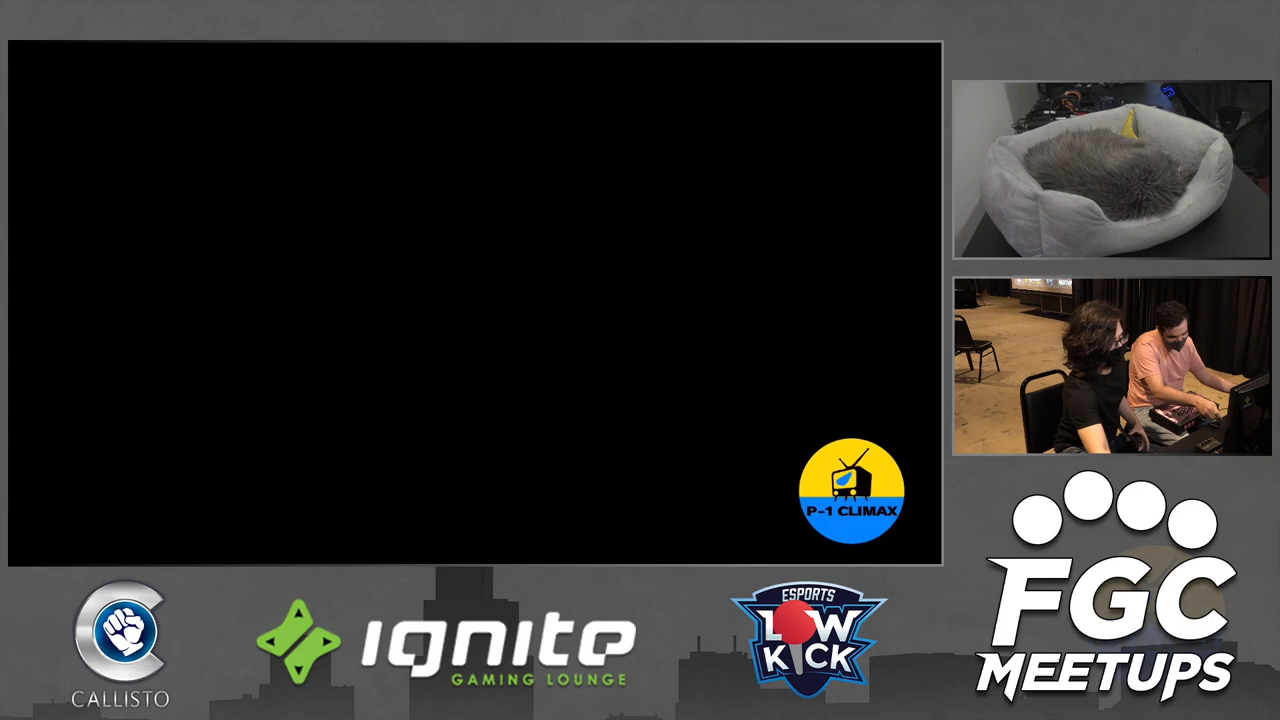 P-1 CLIMAX
CALLISTO
ignite
GAMING LOUNGE
ESPORTS
LOW
KICK
FGC
MEETUPS